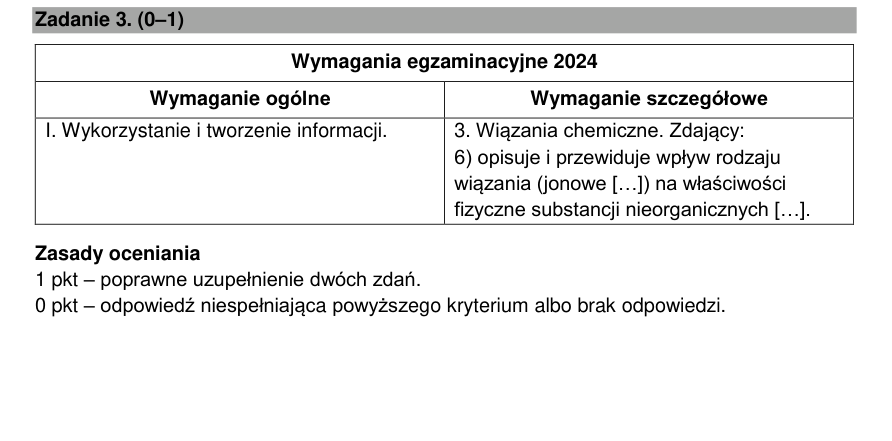 Zadanie 3. (0–1)
Wymagania egzaminacyjne 2024
Wymaganie ogólne
Wymaganie szczegółowe
I. Wykorzystanie i tworzenie informacji.
3. Wiązania chemiczne. Zdający:
6) opisuje i przewiduje wpływ rodzaju
wiązania (jonowe […]) na właściwości
fizyczne substancji nieorganicznych […].
Zasady oceniania
1 pkt – poprawne uzupełnienie dwóch zdań.
0 pkt – odpowiedź niespełniająca powyższego kryterium albo brak odpowiedzi.